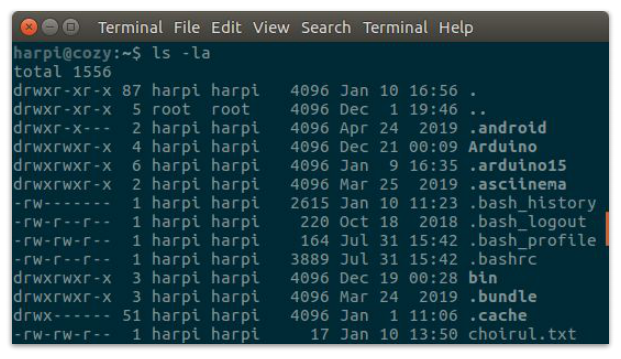 Terminal File Edit View Search Terminal Help
harpi@cozy:~$ ls -la
total 1556
drwxr-xr-x 87 harpi harpi   4096 Jan 10 16:56 .
drwxr-xr-x  5 root  root    4096 Dec  1 19:46 ..
drwxr-x---  2 harpi harpi   4096 Apr 24  2019 .android
drwxrwxr-x  4 harpi harpi   4096 Dec 21 00:09 Arduino
drwxrwxr-x  6 harpi harpi   4096 Jan  9 16:35 .arduino15
drwxrwxr-x  2 harpi harpi   4096 Mar 25  2019 .asciinema
-rw-------  1 harpi harpi   2615 Jan 10 11:23 .bash_history
-rw-r--r--  1 harpi harpi    220 Oct 18  2018 .bash_logout
-rw-rw-r--  1 harpi harpi    164 Jul 31 15:42 .bash_profile
-rw-r--r--  1 harpi harpi   3889 Jul 31 15:42 .bashrc
drwxrwxr-x  3 harpi harpi   4096 Dec 19 00:28 bin
drwxrwxr-x  3 harpi harpi   4096 Mar 24  2019 .bundle
drwx------ 51 harpi harpi   4096 Jan  1 11:06 .cache
-rw-rw-r--  1 harpi harpi     17 Jan 10 13:50 choirul.txt